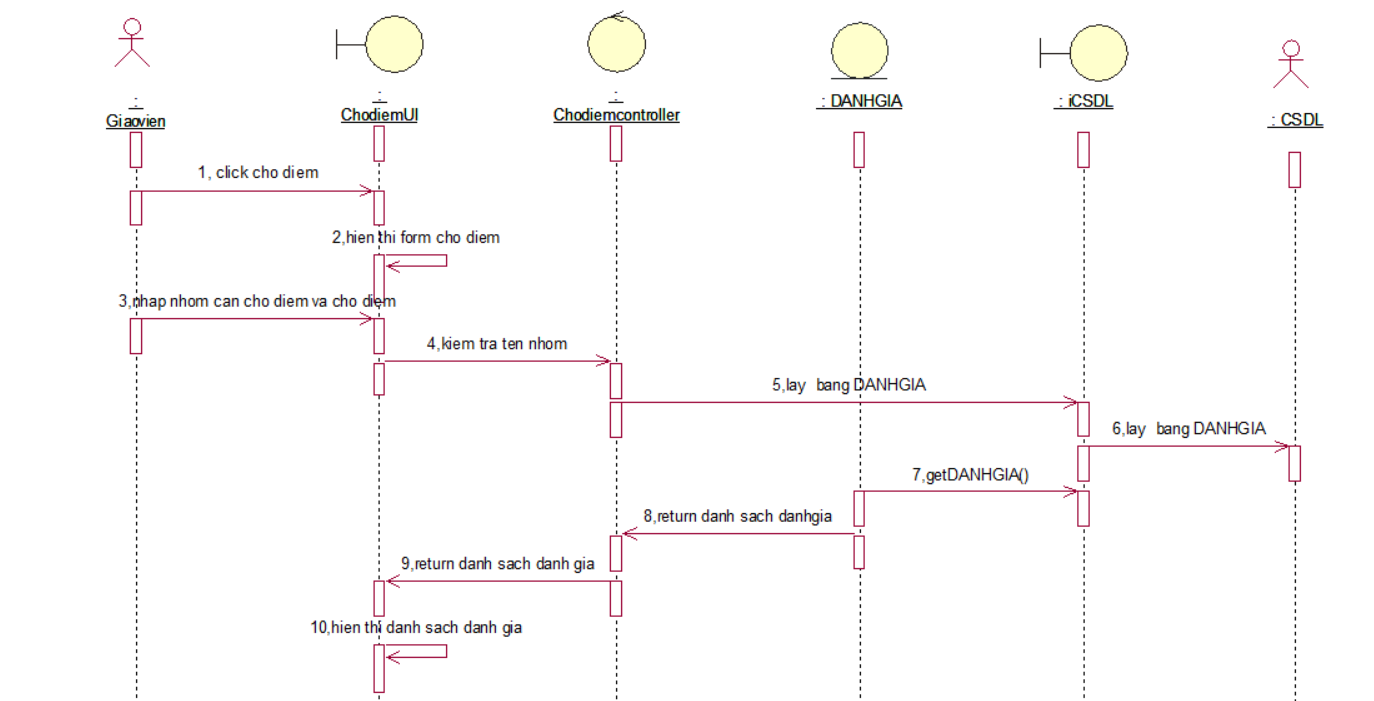 :
Giaovien
:
ChodiemUI
:
Chodiemcontroller
: DANHGIA
: iCSDL
: CSDL
1, click cho diem
2,hien thi form cho diem
3,nhap nhom can cho diem va cho diem
4,kiem tra ten nhom
5,lay bang DANHGIA
6,lay bang DANHGIA
7,getDANHGIA()
8,return danh sach danhgia
9,return danh sach danh gia
10,hien thi danh sach danh gia